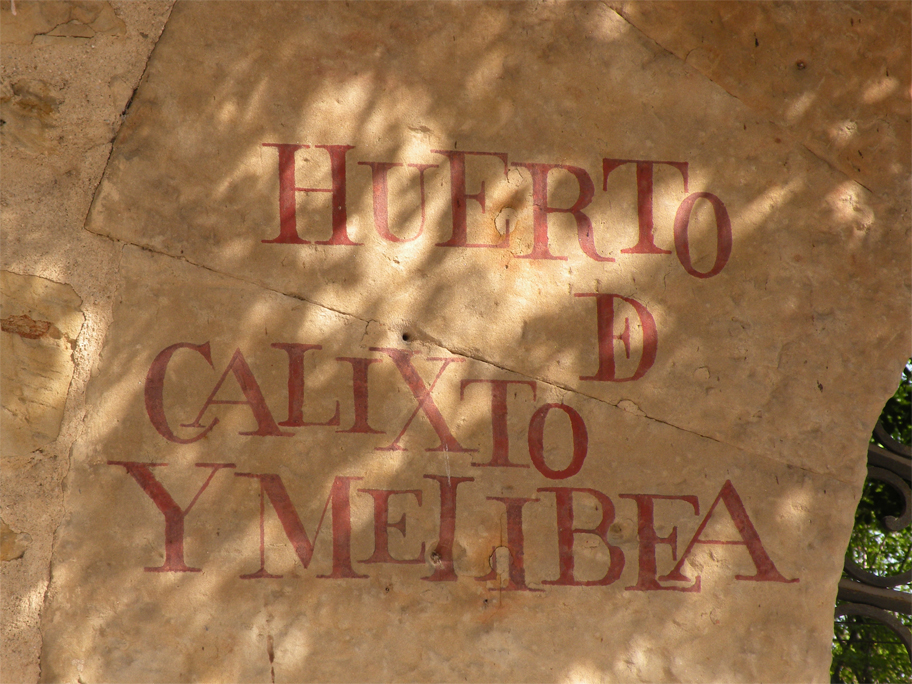 HUERTO
DE
CALIXTO
Y MELIBEA